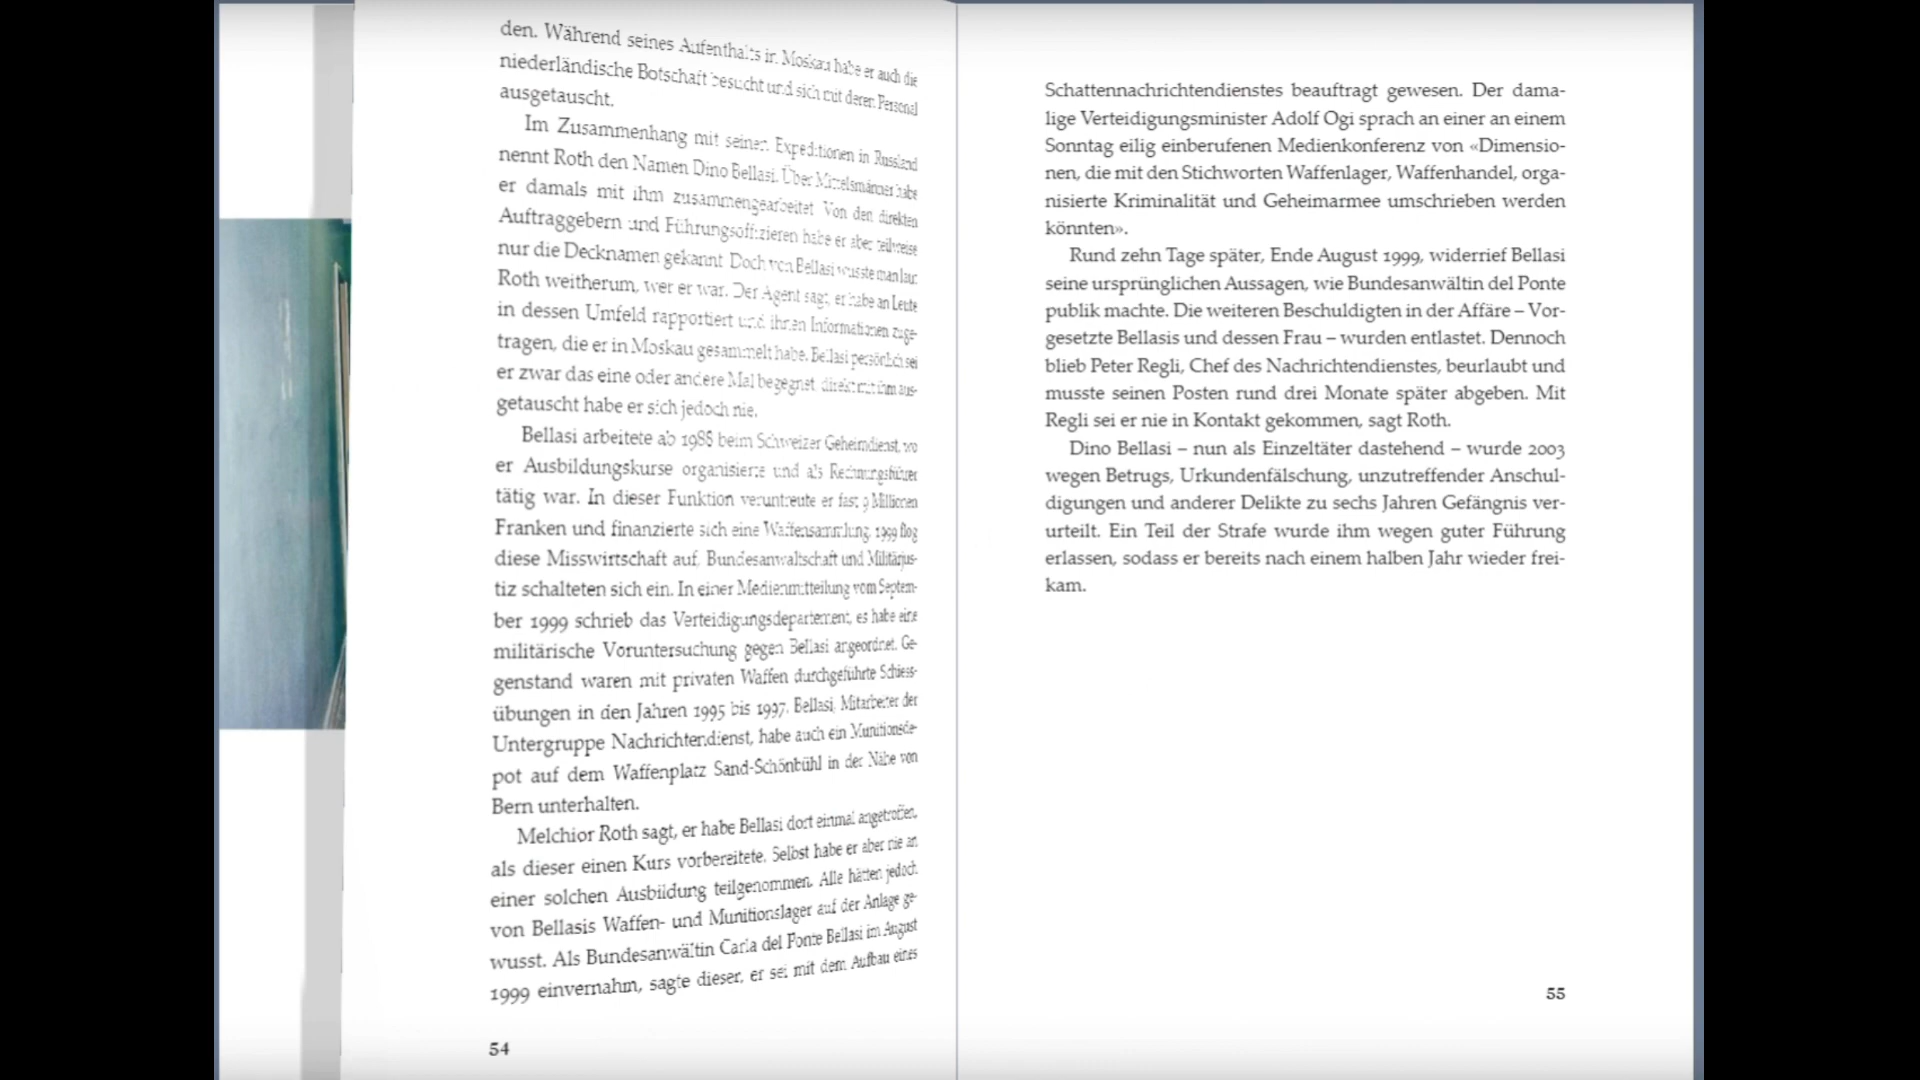 den. Während seines Aufenthalts in Moskau habe er auch die
niederländische Botschaft besucht und sich mit deren Personal
ausgetauscht.
Im Zusammenhang mit seinen Expeditionen in Russland
nennt Roth den Namen Dino Bellasi. Über Mittelsmänner habe
er damals mit ihm zusammengearbeitet. Von den direkten
Auftraggebern und Führungsoffizieren habe er aber teilweise
nur die Decknamen gekannt. Doch von Bellasi wusste man laut
Roth weitherum, wer er war. Der Agent sagt, er habe an Leute
in dessen Umfeld rapportiert und ihnen Informationen zuge-
tragen, die er in Moskau gesammelt habe. Bellasi persönlich sei
er zwar das eine oder andere Mal begegnet, direkt mit ihm aus-
getauscht habe er sich jedoch nie.
Bellasi arbeitete ab 1988 beim Schweizer Geheimdienst, wo
er Ausbildungskurse organisierte und als Rechnungsführer
tätig war. In dieser Funktion veruntreute er fast 9 Millionen
Franken und finanzierte sich eine Waffensammlung. 1999 flog
diese Misswirtschaft auf, Bundesanwaltschaft und Militärjus-
tiz schalteten sich ein. In einer Medienmitteilung vom Septem-
ber 1999 schrieb das Verteidigungsdepartement, es habe eine
militärische Voruntersuchung gegen Bellasi angeordnet. Ge-
genstand waren mit privaten Waffen durchgeführte Schiess-
übungen in den Jahren 1995 bis 1997. Bellasi, Mitarbeiter der
Untergruppe Nachrichtendienst, habe auch ein Munitionsde-
pot auf dem Waffenplatz Sand-Schönbühl in der Nähe von
Bern unterhalten.
Melchior Roth sagt, er habe Bellasi dort einmal angetroffen,
als dieser einen Kurs vorbereitete. Selbst habe er aber nie an
einer solchen Ausbildung teilgenommen. Alle hätten jedoch
von Bellasis Waffen- und Munitionslager auf der Anlage ge-
wusst. Als Bundesanwältin Carla del Ponte Bellasi im August
1999 einvernahm, sagte dieser, er sei mit dem Aufbau eines
54
Schattennachrichtendienstes beauftragt gewesen. Der dama-
lige Verteidigungsminister Adolf Ogi sprach an einer an einem
Sonntag eilig einberufenen Medienkonferenz von «Dimensio-
nen, die mit den Stichworten Waffenlager, Waffenhandel, orga-
nisierte Kriminalität und Geheimarmee umschrieben werden
könnten».
Rund zehn Tage später, Ende August 1999, widerrief Bellasi
seine ursprünglichen Aussagen, wie Bundesanwältin del Ponte
publik machte. Die weiteren Beschuldigten in der Affäre – Vor-
gesetzte Bellasis und dessen Frau – wurden entlastet. Dennoch
blieb Peter Regli, Chef des Nachrichtendienstes, beurlaubt und
musste seinen Posten rund drei Monate später abgeben. Mit
Regli sei er nie in Kontakt gekommen, sagt Roth.
Dino Bellasi – nun als Einzeltäter dastehend – wurde 2003
wegen Betrugs, Urkundenfälschung, unzutreffender Anschul-
digungen und anderer Delikte zu sechs Jahren Gefängnis ver-
urteilt. Ein Teil der Strafe wurde ihm wegen guter Führung
erlassen, sodass er bereits nach einem halben Jahr wieder frei-
kam.
55